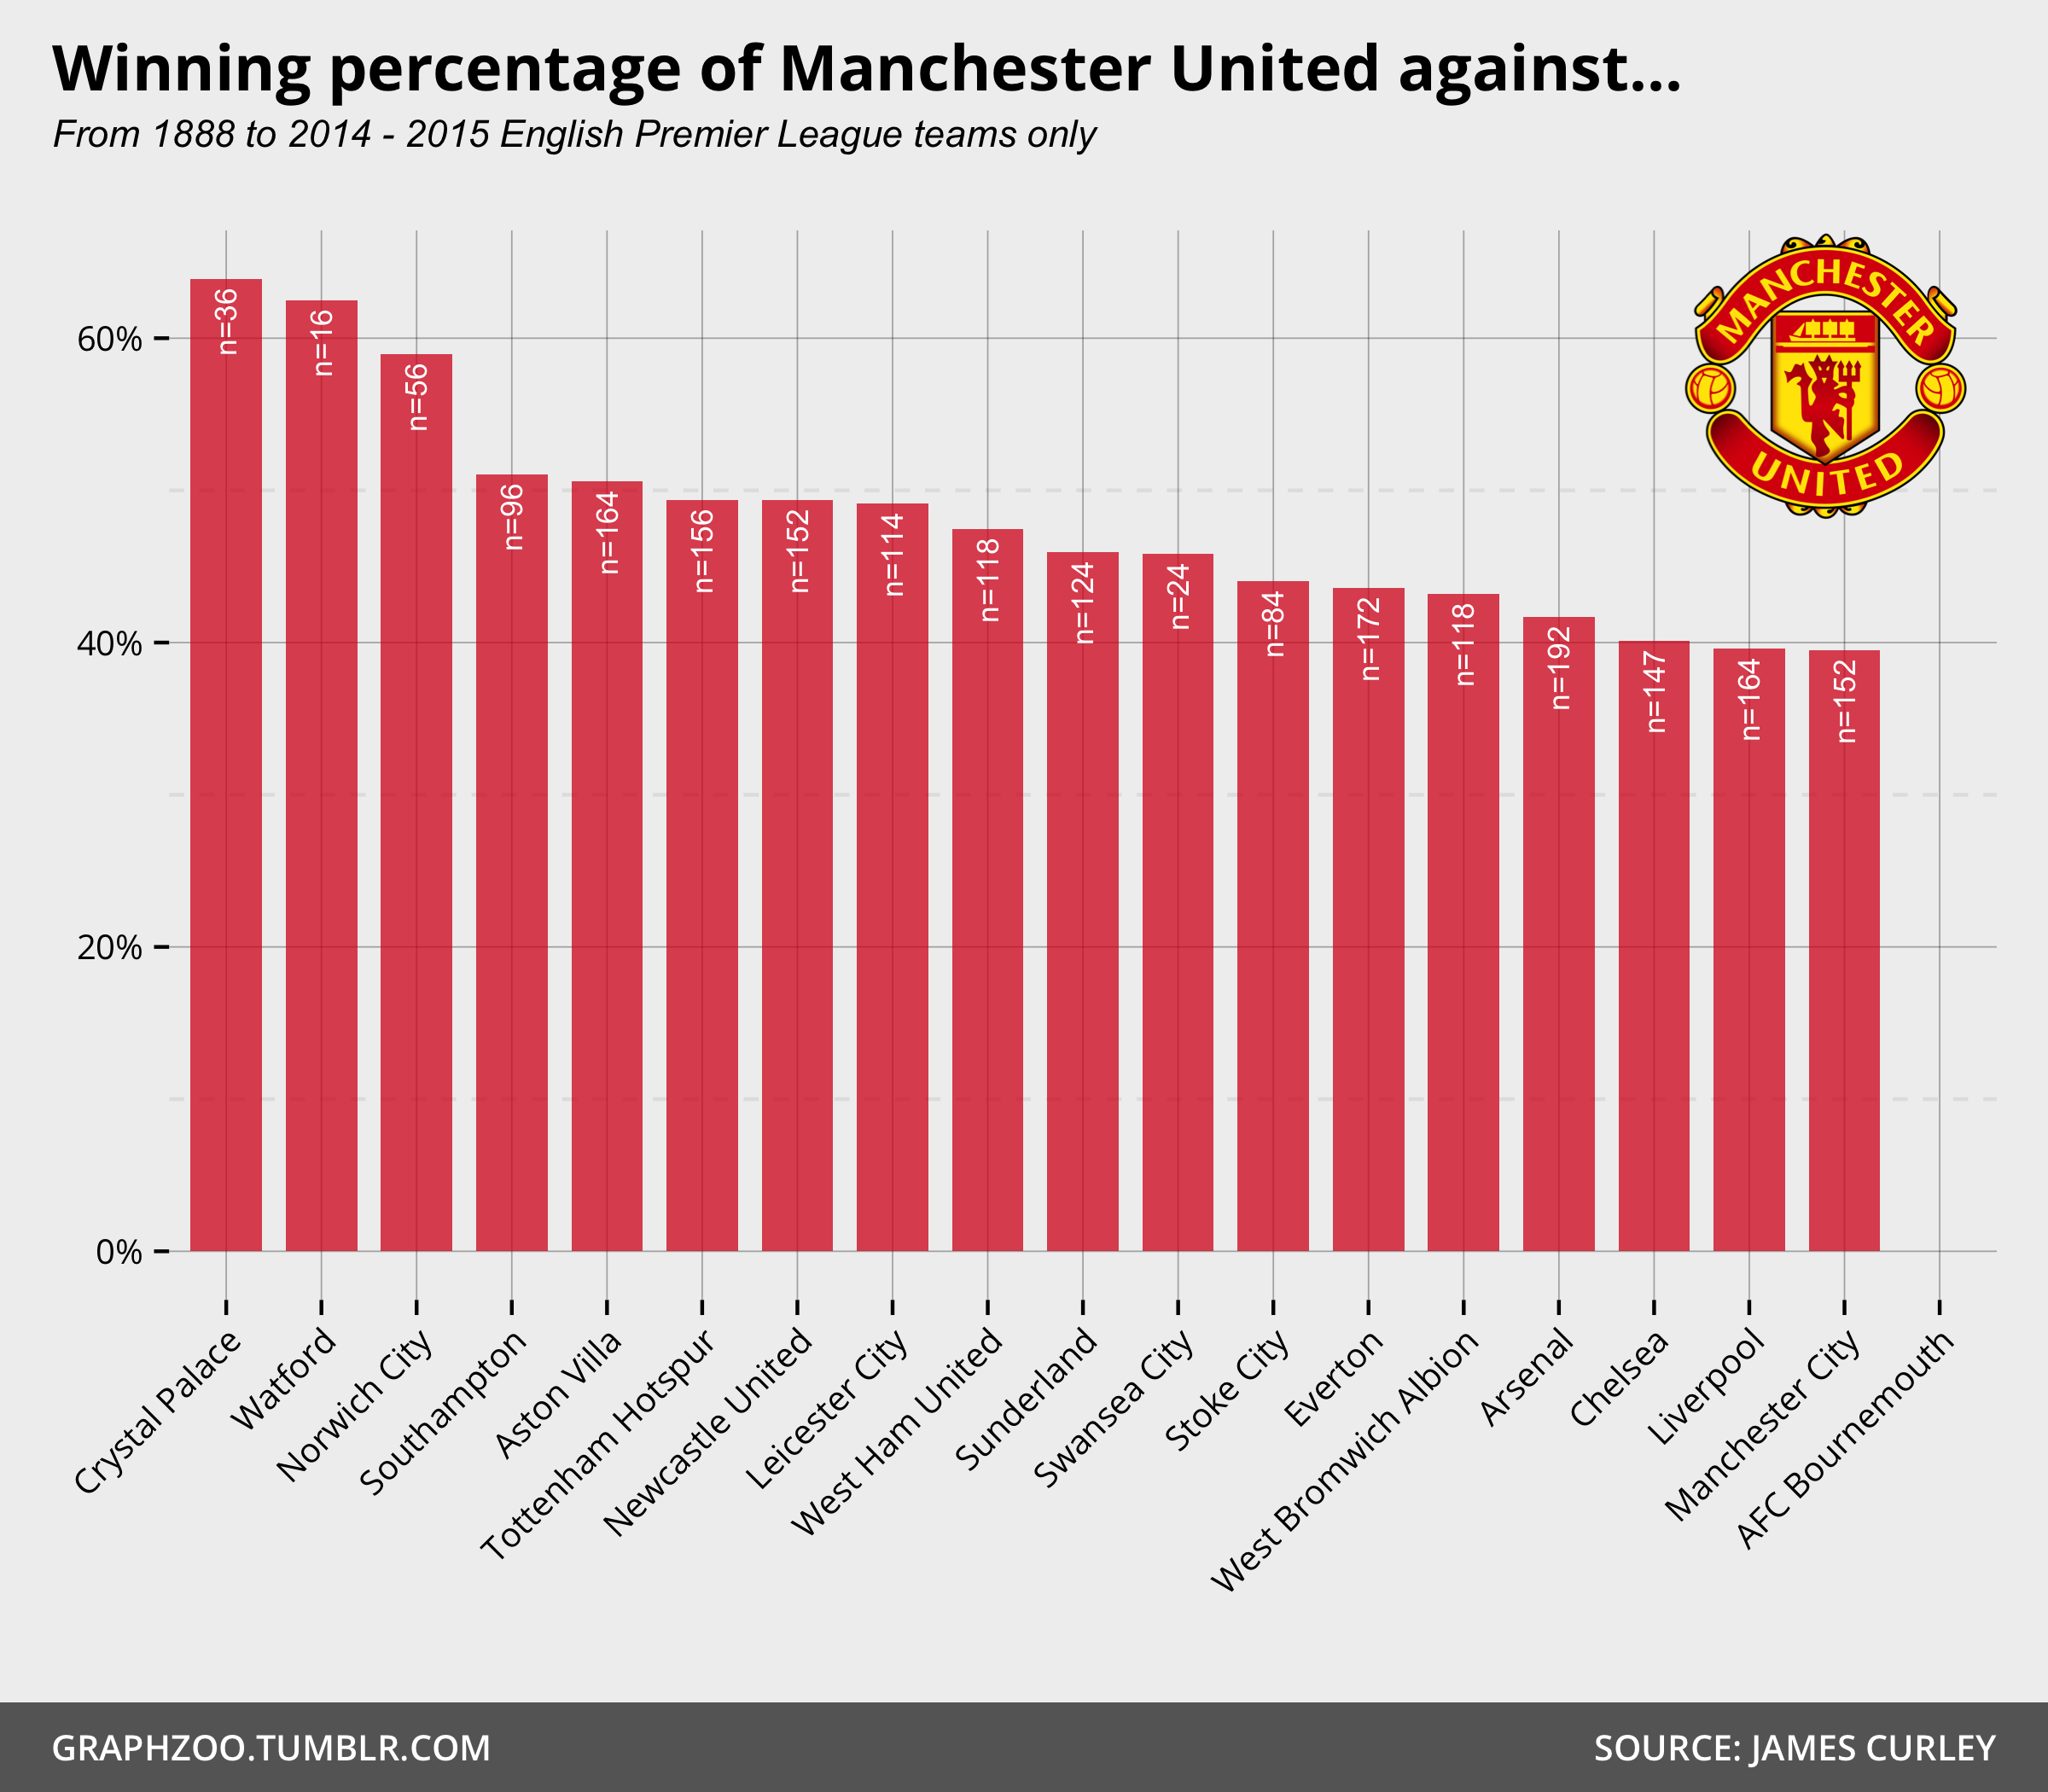 Winning percentage of Manchester United against...
From 1888 to 2014 - 2015 English Premier League teams only
MANCHESTER
UNITED
60%
40%
20%
0%
n=36
n=16
n=56
n=96
n=164
n=156
n=152
n=114
n=118
n=124
n=24
n=84
n=172
n=118
n=192
n=147
n=164
n=152
Crystal Palace
Watford
Norwich City
Southampton
Aston Villa
Tottenham Hotspur
Newcastle United
Leicester City
West Ham United
Sunderland
Swansea City
Stoke City
Everton
West Bromwich Albion
Arsenal
Chelsea
Liverpool
Manchester City
AFC Bournemouth
GRAPHZOO.TUMBLR.COM
SOURCE: JAMES CURLEY